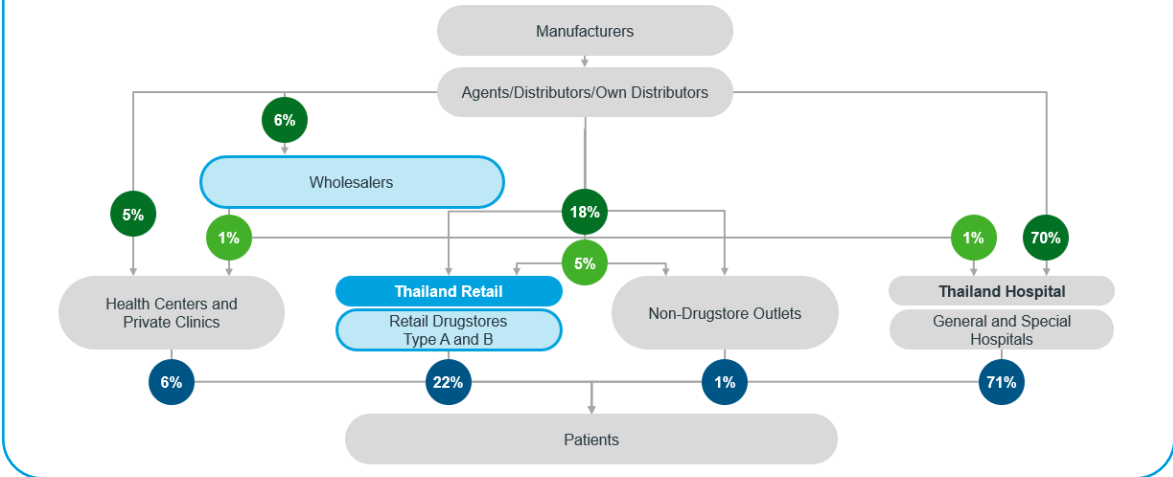 Manufacturers
Agents/Distributors/Own Distributors
6%
Wholesalers
5%
18%
1%
1%
70%
5%
Health Centers and
Private Clinics
Thailand Retail
Retail Drugstores
Type A and B
Non-Drugstore Outlets
Thailand Hospital
General and Special
Hospitals
6%
22%
1%
71%
Patients